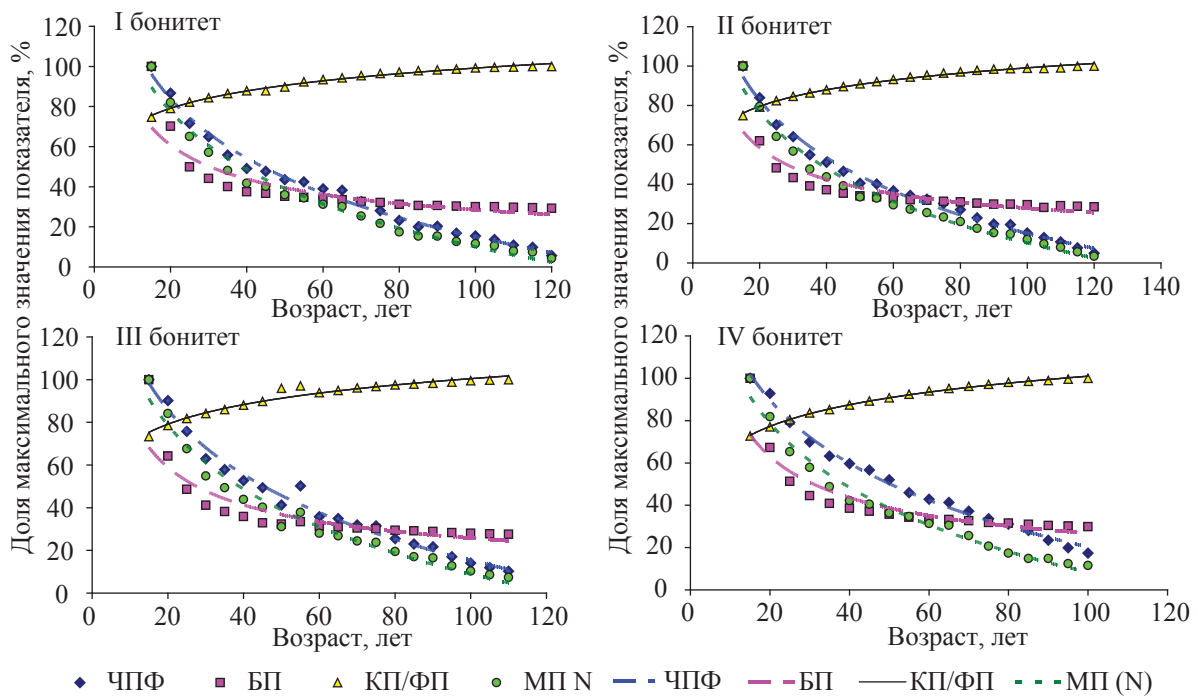 Доля максимального значения показателя, %
I бонитет
120
100
80
60
40
20
0
0 20 40 60 80 100 120
Возраст, лет
Доля максимального значения показателя, %
II бонитет
120
100
80
60
40
20
0
0 20 40 60 80 100 120 140
Возраст, лет
III бонитет
120
100
80
60
40
20
0
0 20 40 60 80 100 120
Возраст, лет
IV бонитет
120
100
80
60
40
20
0
0 20 40 60 80 100 120
Возраст, лет
ЧПФ БП КП/ФП МП N ЧПФ БП КП/ФП МП (N)